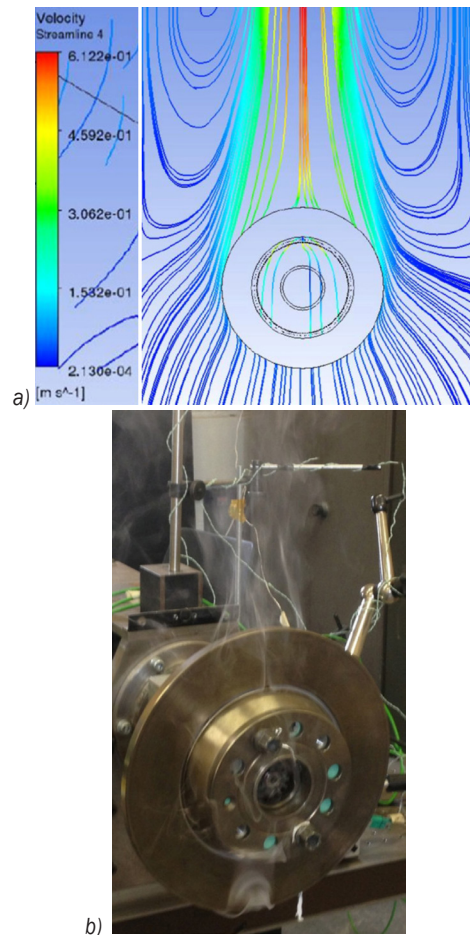 Velocity
Streamline 4
6.122e-01
4.592e-01
3.062e-01
1.532e-01
2.130e-04
[m s^-1]
a)
b)